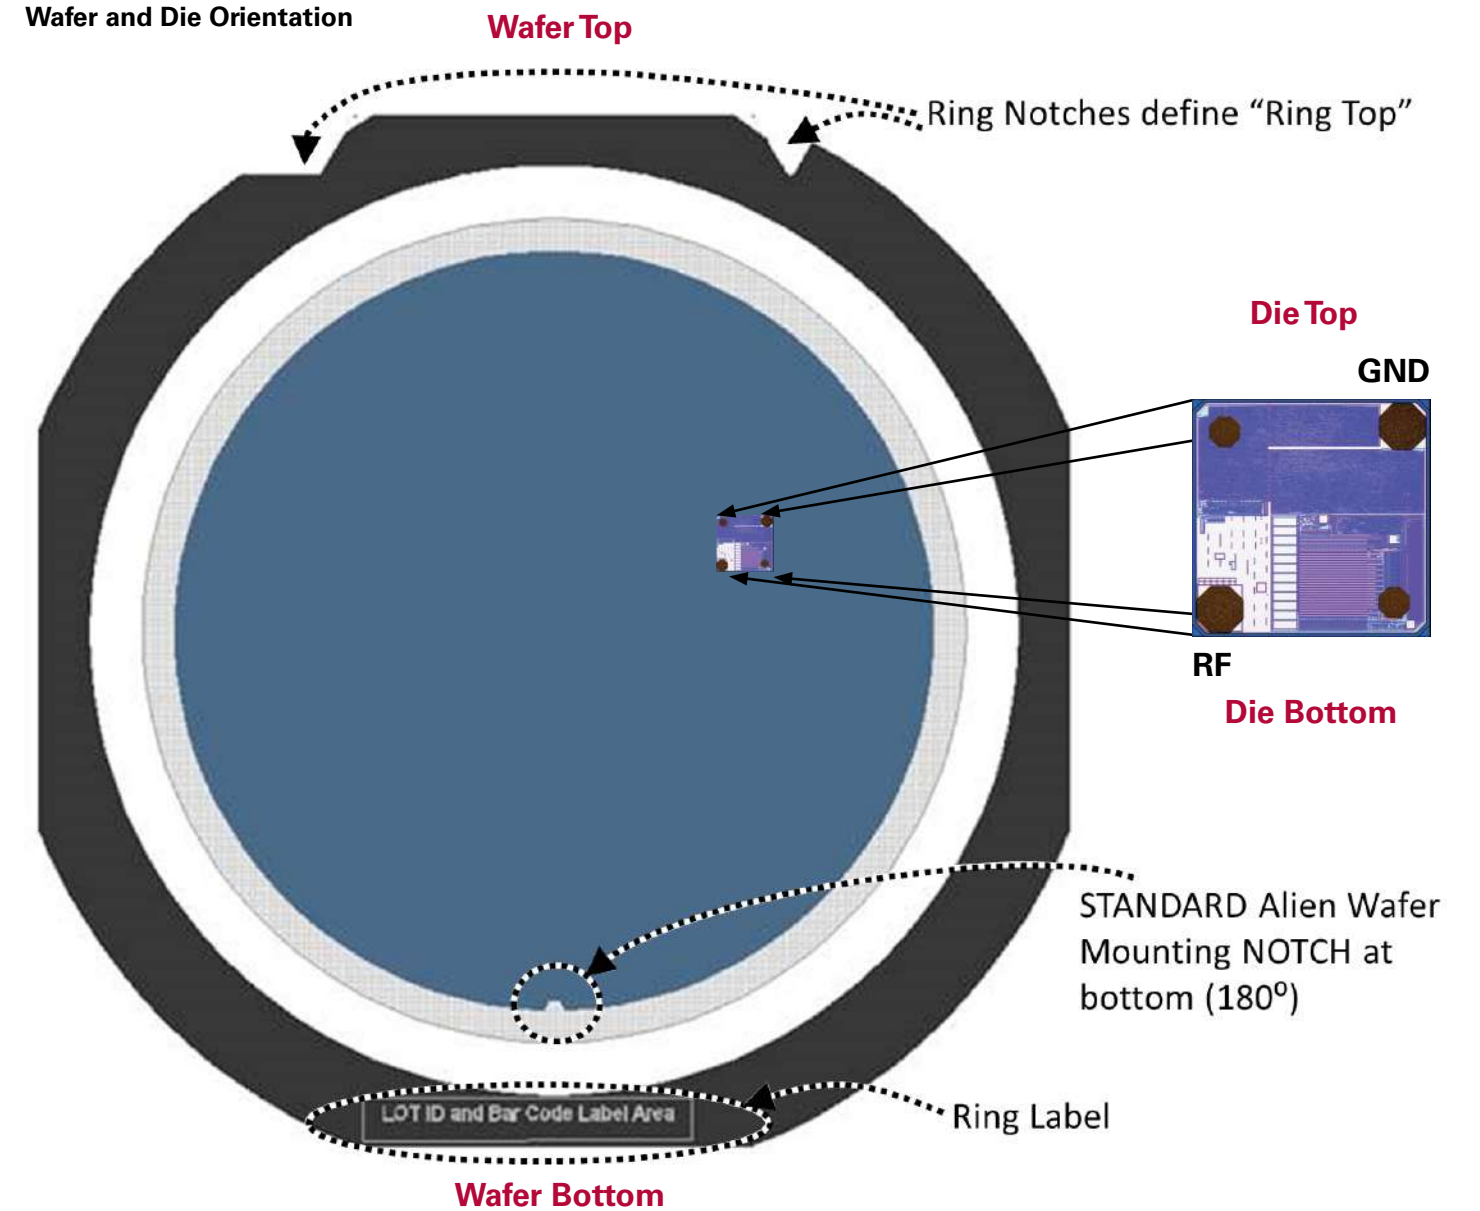 Wafer and Die Orientation
Wafer Top
Ring Notches define “Ring Top”
Die Top
GND
RF
Die Bottom
STANDARD Alien Wafer
Mounting NOTCH at
bottom (180⁰)
LOT ID and Bar Code Label Area
Ring Label
Wafer Bottom